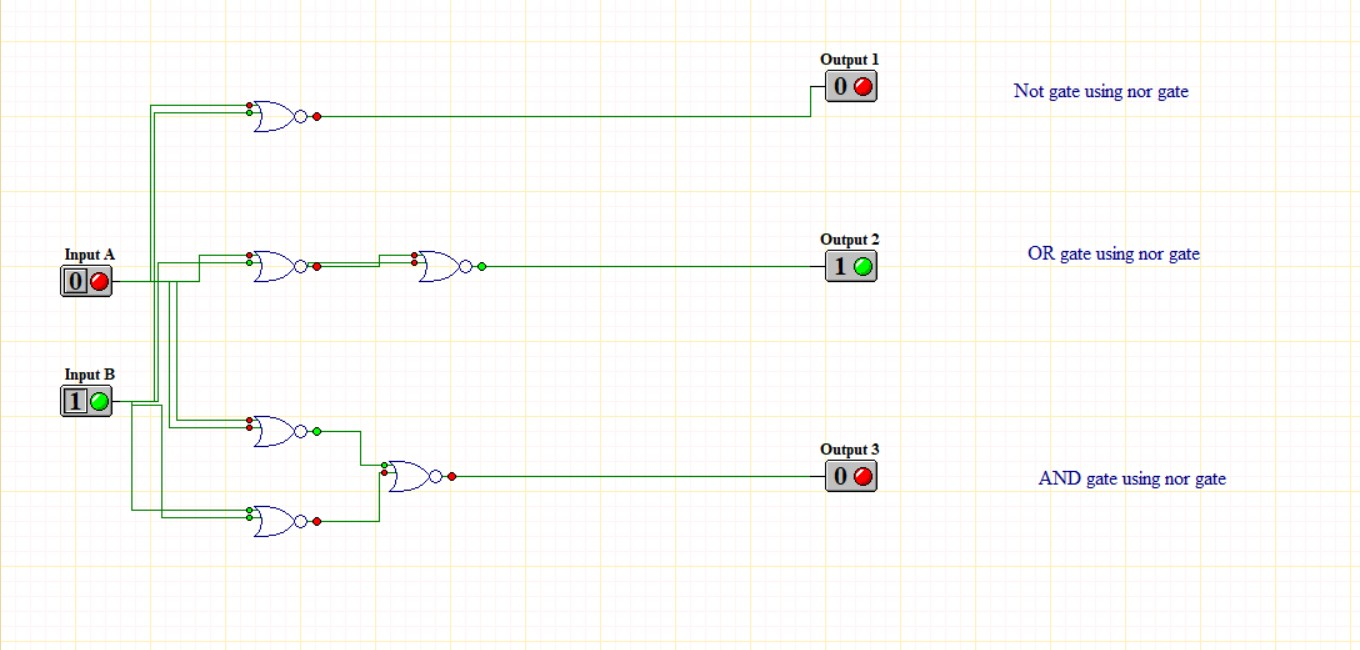 Output 1
0
Not gate using nor gate
Input A
0
Output 2
1
OR gate using nor gate
Input B
1
Output 3
0
AND gate using nor gate